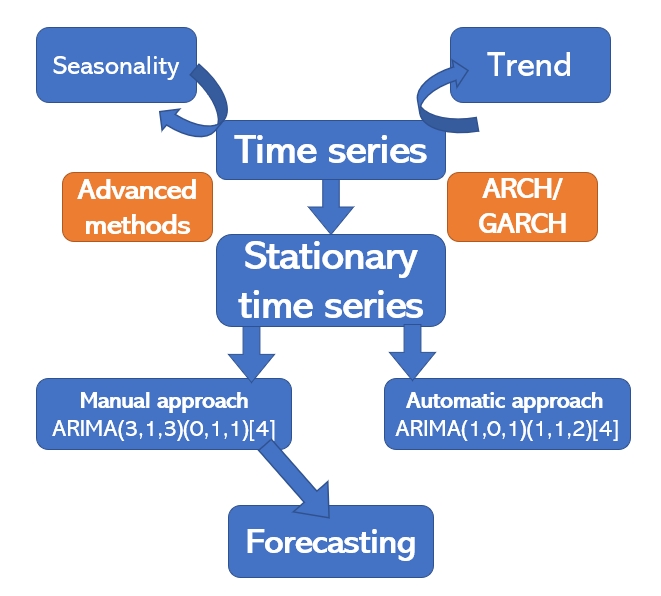 Seasonality
Trend
Time series
Advanced
methods
ARCH/
GARCH
Stationary
time series
Manual approach
ARIMA(3,1,3)(0,1,1)[4]
Automatic approach
ARIMA(1,0,1)(1,1,2)[4]
Forecasting